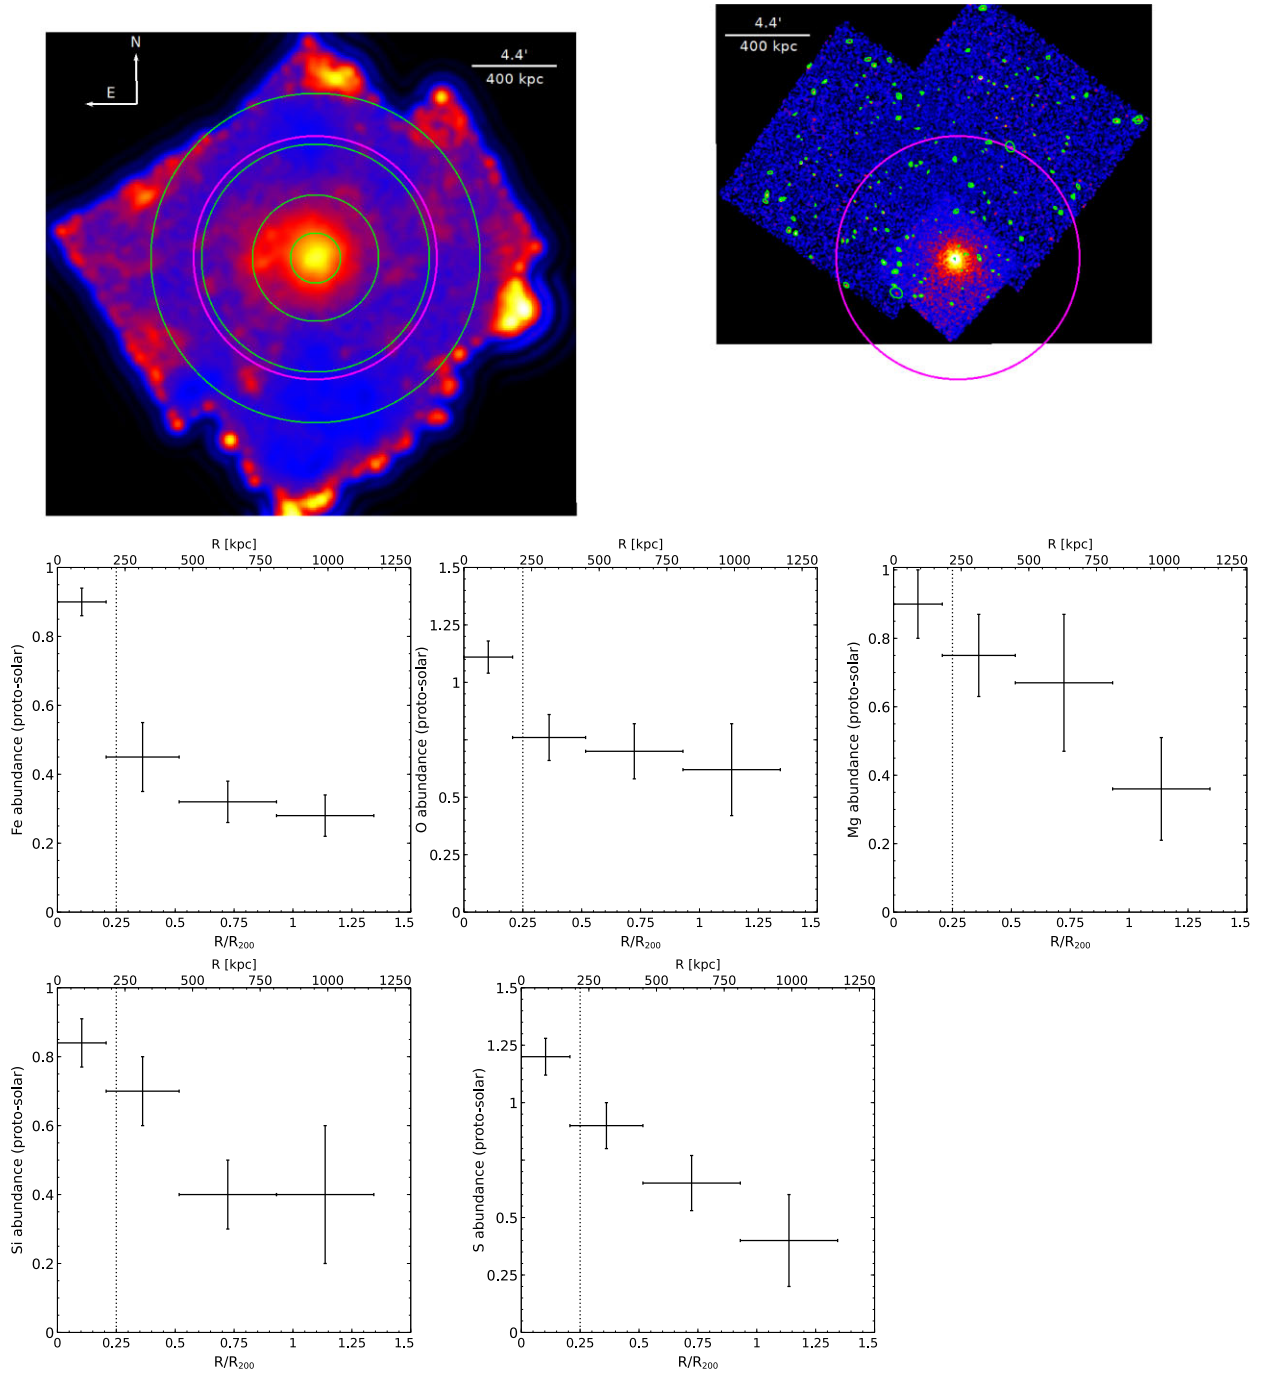 N
E
4.4'
400 kpc
4.4'
400 kpc
R [kpc]
0 250 500 750 1000 1250
1
0.8
0.6
0.4
0.2
0
Fe abundance (proto-solar)
0 0.25 0.5 0.75 1 1.25 1.5
R/R200
R [kpc]
0 250 500 750 1000 1250
1.5
1.25
1
0.5
0.25
0
O abundance (proto-solar)
0 0.25 0.5 0.75 1 1.25 1.5
R/R200
R [kpc]
0 250 500 750 1000 1250
1
0.8
0.6
0.4
0.2
0
Mg abundance (proto-solar)
0 0.25 0.5 0.75 1 1.25 1.5
R/R200
R [kpc]
0 250 500 750 1000 1250
1
0.8
0.6
0.4
0.2
0
Si abundance (proto-solar)
0 0.25 0.5 0.75 1 1.25 1.5
R/R200
R [kpc]
0 250 500 750 1000 1250
1.5
1.25
1
0.5
0.25
0
S abundance (proto-solar)
0 0.25 0.5 0.75 1 1.25 1.5
R/R200